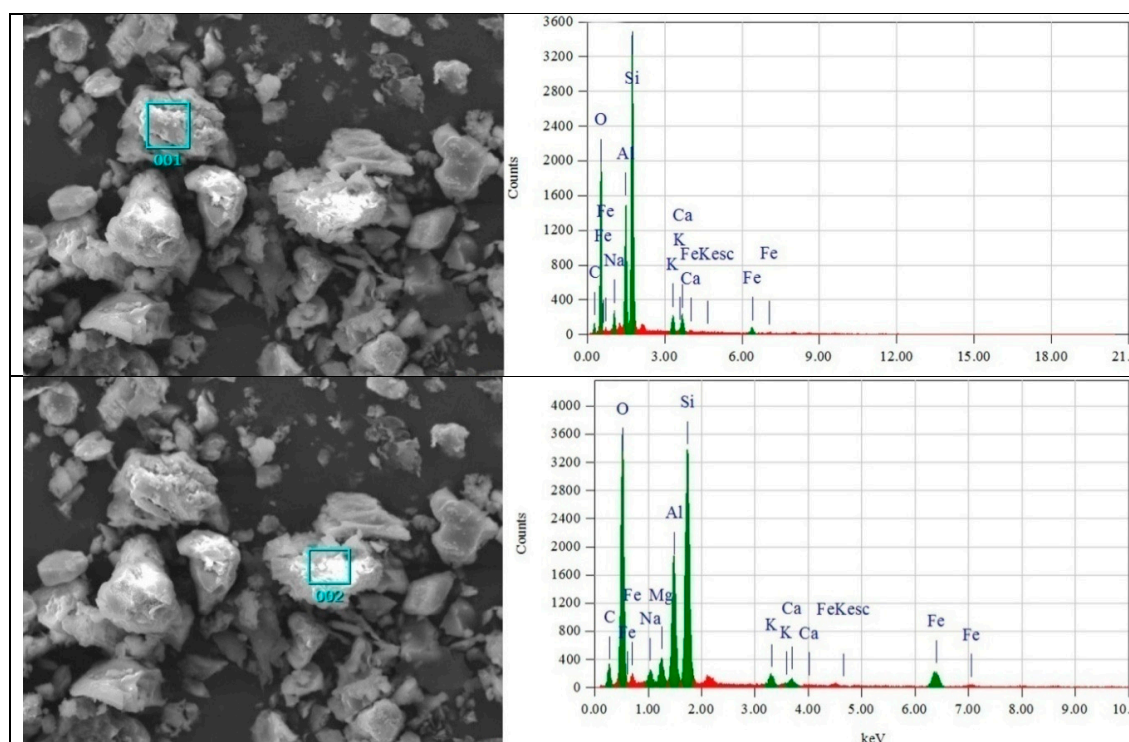 001
3600
3200
2800
2400
2000
1600
1200
800
400
0
Counts
Si
O
Al
Fe
Fe
C
Na
Ca
K
K
FeKesc
Ca
Fe
Fe
0.00 3.00 6.00 9.00 12.00 15.00 18.00 21.0
002
4000
3600
3200
2800
2400
2000
1600
1200
800
400
0
Counts
O
Si
Al
Fe
C
Fe
Na
Mg
Ca
K
K
Ca
FeKesc
Fe
Fe
0.00 1.00 2.00 3.00 4.00 5.00 6.00 7.00 8.00 9.00 10.0
keV